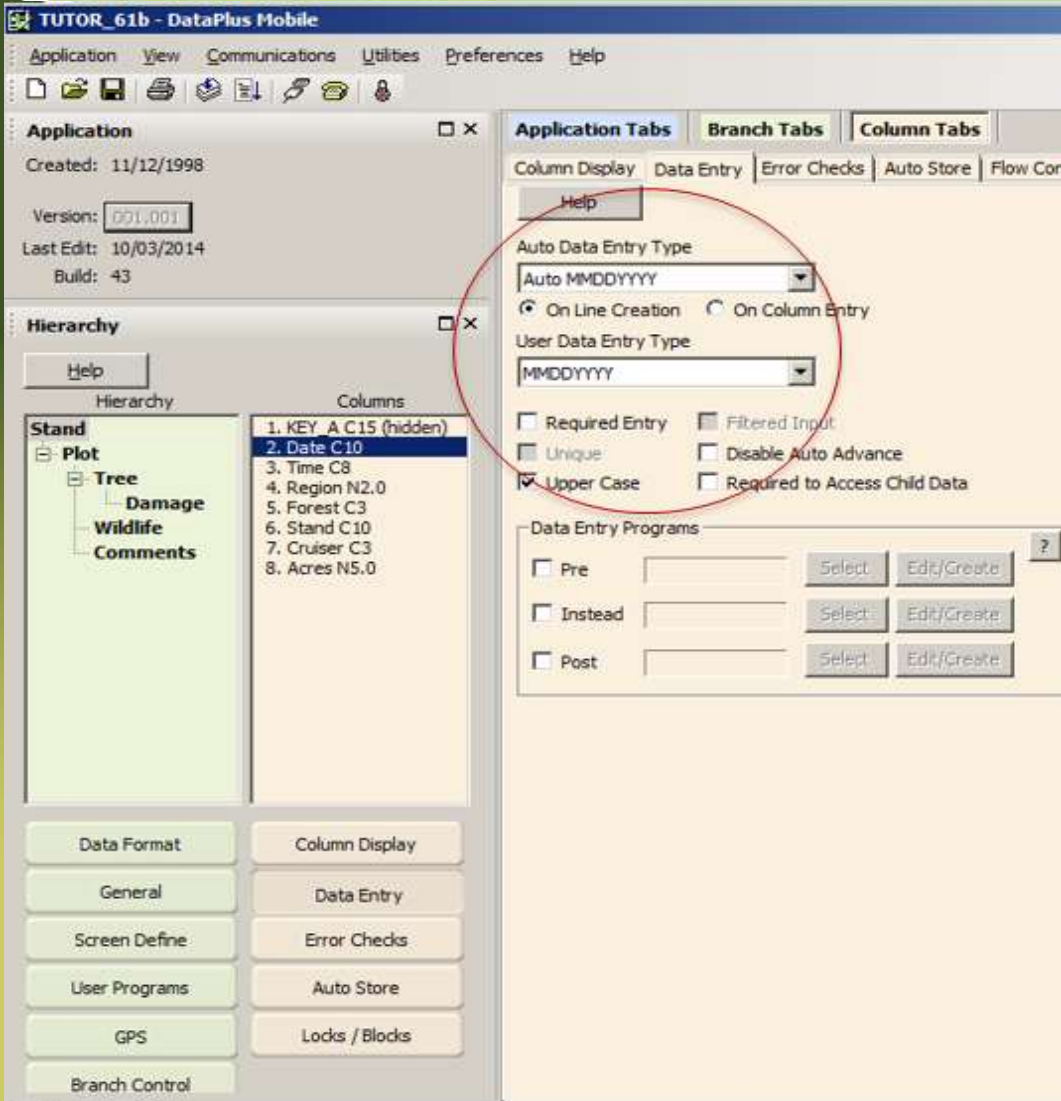 TUTOR_61b - DataPlus Mobile
Application View Communications Utilities Preferences Help
Application
Created: 11/12/1998
Version: 001.001
Last Edit: 10/03/2014
Build: 43
Hierarchy
Help
Hierarchy Columns
Stand
Plot
Tree
Damage
Wildlife
Comments
1. KEY_A C15 (hidden)
2. Date C10
3. Time C8
4. Region N2.0
5. Forest C3
6. Stand C10
7. Cruiser C3
8. Acres N5.0
Data Format Column Display
General Data Entry
Screen Define Error Checks
User Programs Auto Store
GPS Locks / Blocks
Branch Control
Application Tabs Branch Tabs Column Tabs
Column Display Data Entry Error Checks Auto Store Flow Con
Help
Auto Data Entry Type
Auto MMDDYYYY
On Line Creation On Column Entry
User Data Entry Type
MMDDYYYY
Required Entry Filtered Input
Unique Disable Auto Advance
Upper Case Required to Access Child Data
Data Entry Programs
?
Pre Select Edit/Create
Instead Select Edit/Create
Post Select Edit/Create